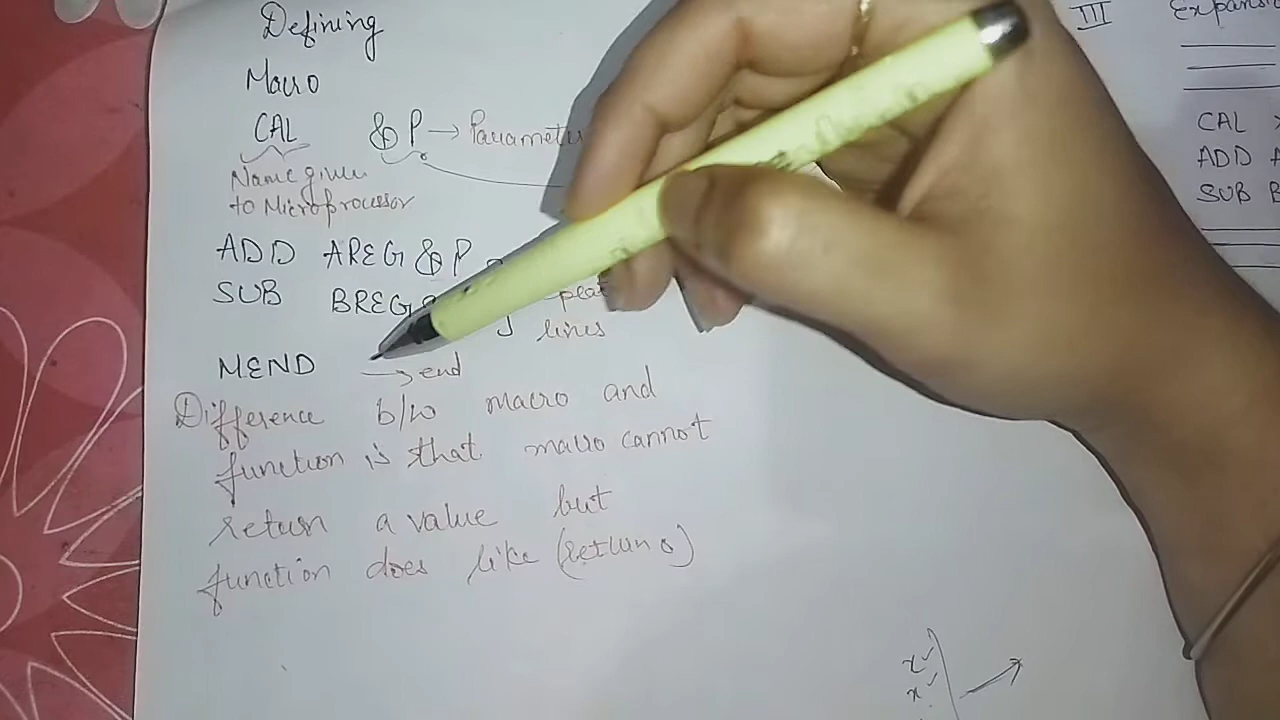 Defining
Macro
CAL &P → Parameter
Name given
to Microprocessor
ADD AREG &P
SUB BREG
lines
MEND → end
Difference b/w macro and
function is that macro cannot
return a value but
function does like (return 0)
III
CAL
ADD A
SUB B
x ✓
x ✓